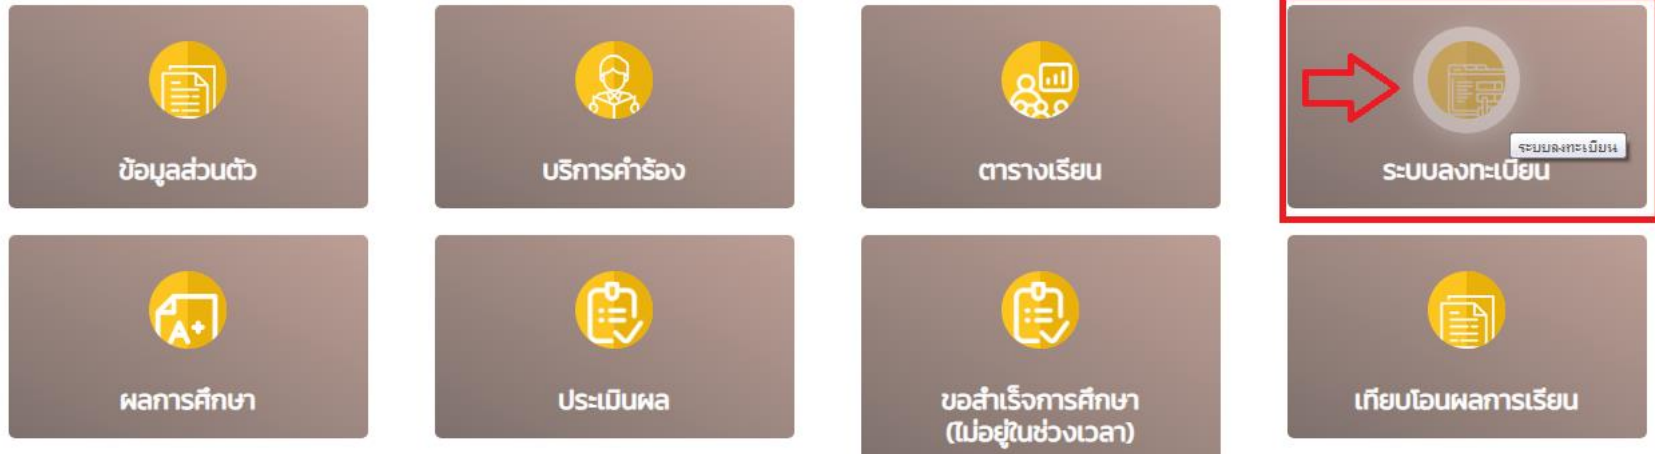 ข้อมูลส่วนตัว
บริการคำร้อง
ตารางเรียน
ระบบลงทะเบียน
ระบบลงทะเบียน
A+
ผลการศึกษา
ประเมินผล
ขอสำเร็จการศึกษา
(ไม่อยู่ในช่วงเวลา)
เทียบโอนผลการเรียน